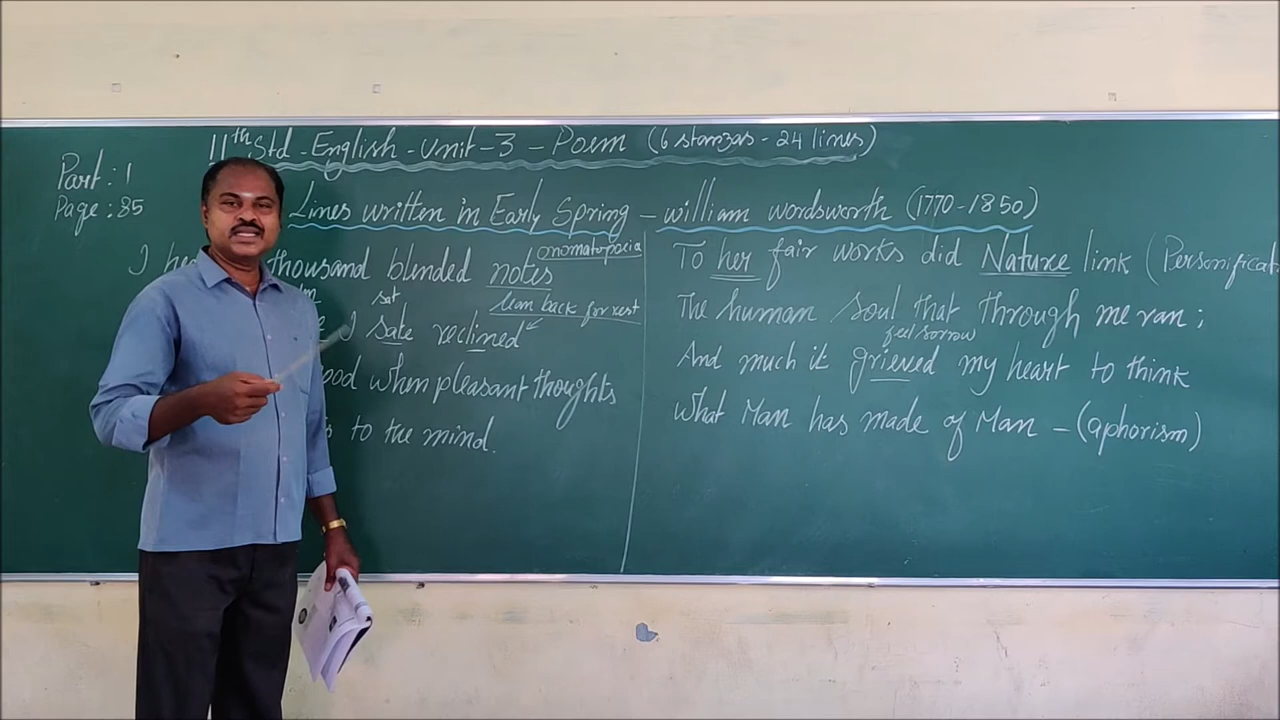 11th Std - English - Unit - 3 - Poem (6 stanzas - 24 lines)
Part : 1
Page : 85
Lines written in Early Spring - William Wordsworth (1770-1850)
onomatopoeia
I thousand blended notes
sat
lean back for rest
I sate reclined
when pleasant thoughts
to the mind.
To her fair works did Nature link (Personificat
The human soul that through me ran;
feel sorrow
And much it grieved my heart to think
What Man has made of Man - (aphorism)